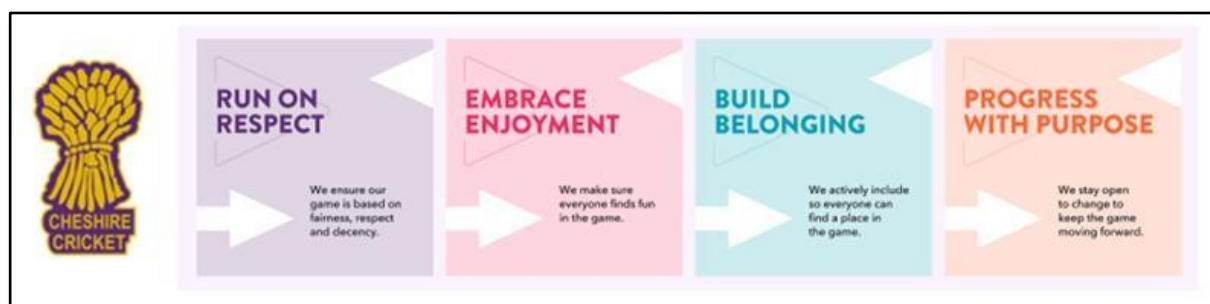 CHESHIRE
CRICKET
RUN ON
RESPECT
We ensure our
game is based on
fairness, respect
and decency.
EMBRACE
ENJOYMENT
We make sure
everyone finds fun
in the game.
BUILD
BELONGING
We actively include
so everyone can
find a place in
the game.
PROGRESS
WITH PURPOSE
We stay open
to change to
keep the game
moving forward.